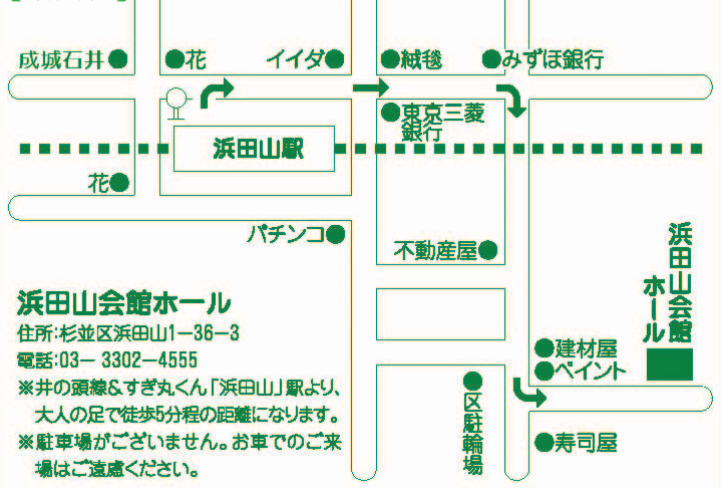 成城石井
花
イイダ
絨毯
みずほ銀行
東京三菱
銀行
浜田山駅
花
パチンコ
不動産屋
浜田山会館
ホール
浜田山会館ホール
住所:杉並区浜田山1−36−3
電話:03− 3302−4555
※井の頭線&すぎ丸くん「浜田山」駅より、
大人の足で徒歩5分程の距離になります。
※駐車場がございません。お車でのご来
場はご遠慮ください。
建材屋
ペイント
区駐輪場
寿司屋